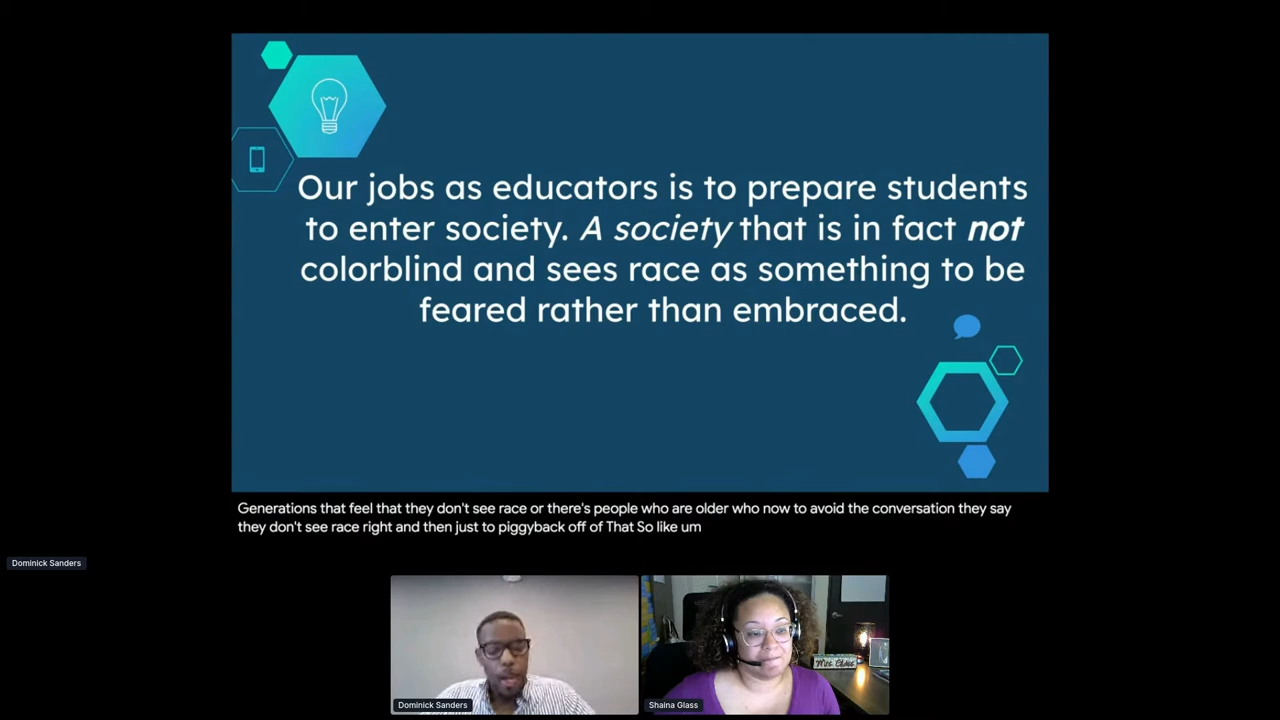 Our jobs as educators is to prepare students
to enter society. A society that is in fact not
colorblind and sees race as something to be
feared rather than embraced.
Generations that feel that they don't see race or there's people who are older who now to avoid the conversation they say
they don't see race right and then just to piggyback off of That So like um
Dominick Sanders
Mrs. Glass
Dominick Sanders
Shaina Glass